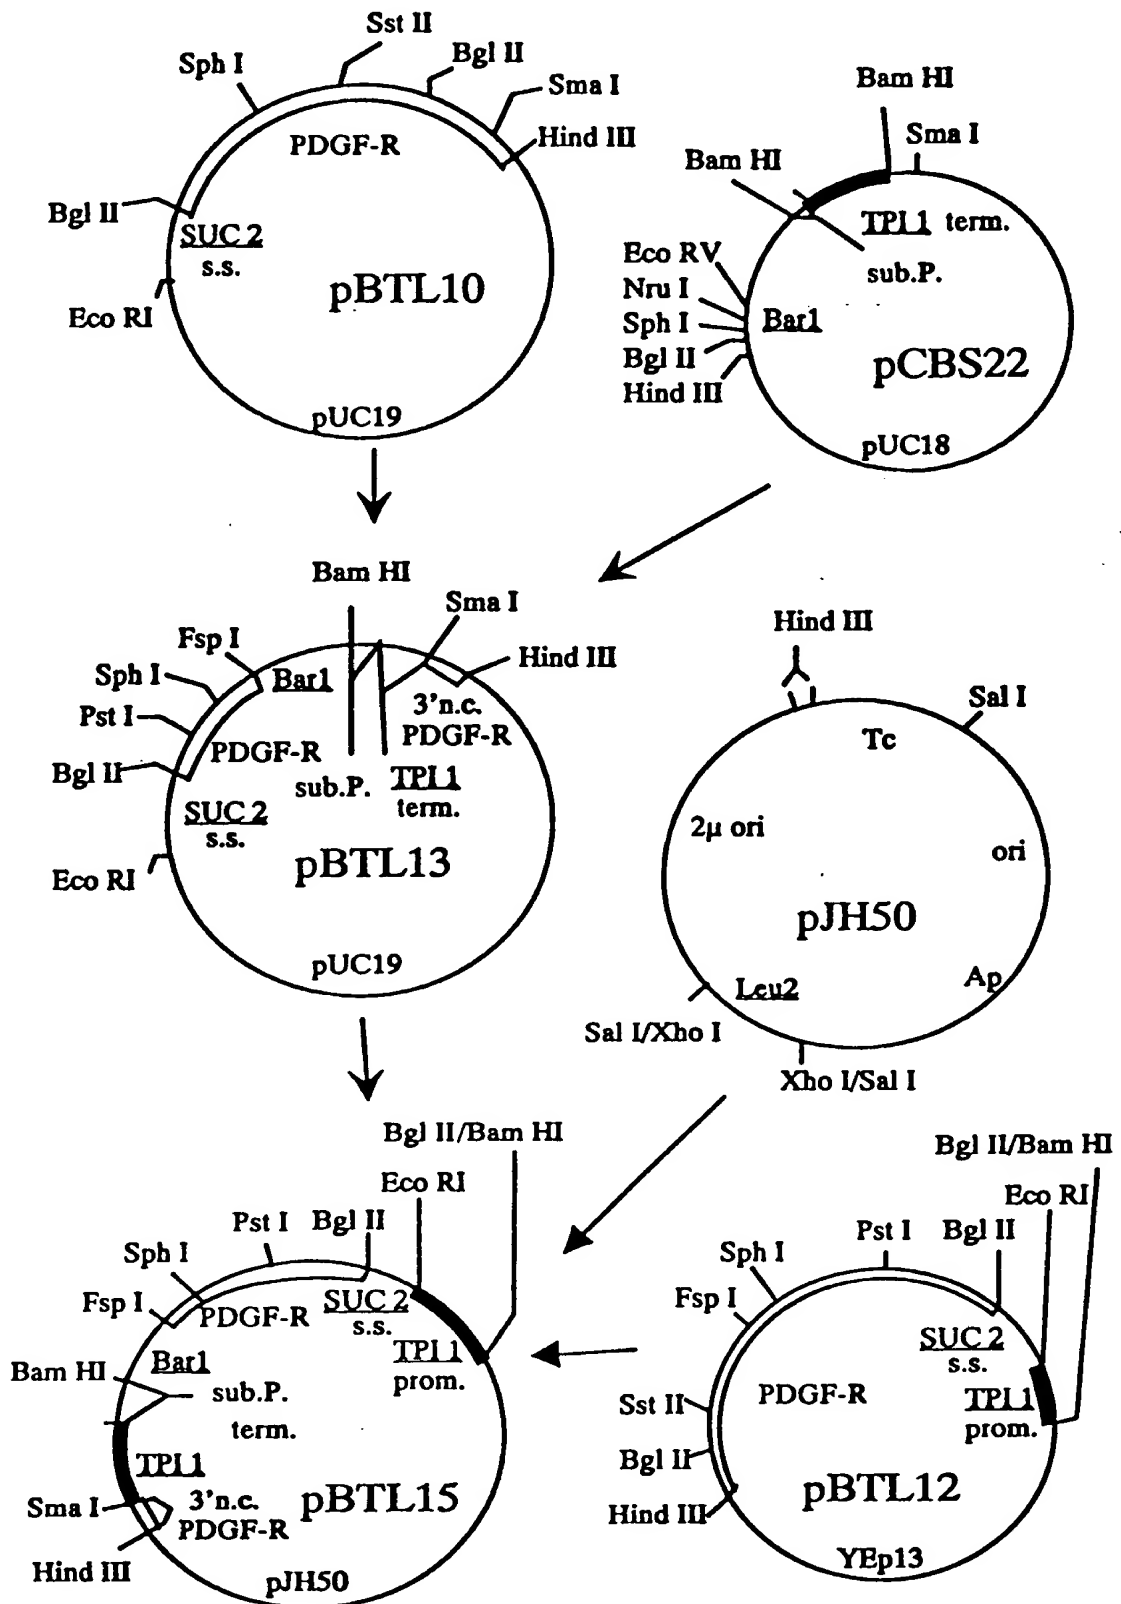 Sst II
Sph I
Bgl II
Sma I
Hind III
PDGF-R
Bgl II
SUC 2
s.s.
Eco RI
pBTL10
pUC19
Bam HI
Sma I
Bam HI
TPI 1 term.
sub.P.
Eco RV
Nru I
Sph I
Bgl II
Hind III
Bar1
pCBS22
pUC18
Bam HI
Sma I
Fsp I
Hind III
Sph I
Bar1
Pst I
3'n.c.
PDGF-R
PDGF-R
Bgl II
sub.P.
TPI 1
term.
SUC 2
s.s.
Eco RI
pBTL13
pUC19
Hind III
Sal I
Tc
2μ ori
ori
pJH50
Leu2
Ap
Sal I/Xho I
Xho I/Sal I
Bgl II/Bam HI
Eco RI
Pst I
Bgl II
Sph I
Fsp I
PDGF-R
SUC 2
s.s.
Bar1
TPI 1
prom.
Bam HI
sub.P.
term.
TPI 1
Sma I
3'n.c.
PDGF-R
Hind III
pBTL15
pJH50
Bgl II/Bam HI
Eco RI
Pst I
Bgl II
Sph I
Fsp I
SUC 2
s.s.
PDGF-R
TPI 1
prom.
Sst II
Bgl II
Hind III
pBTL12
YEp13